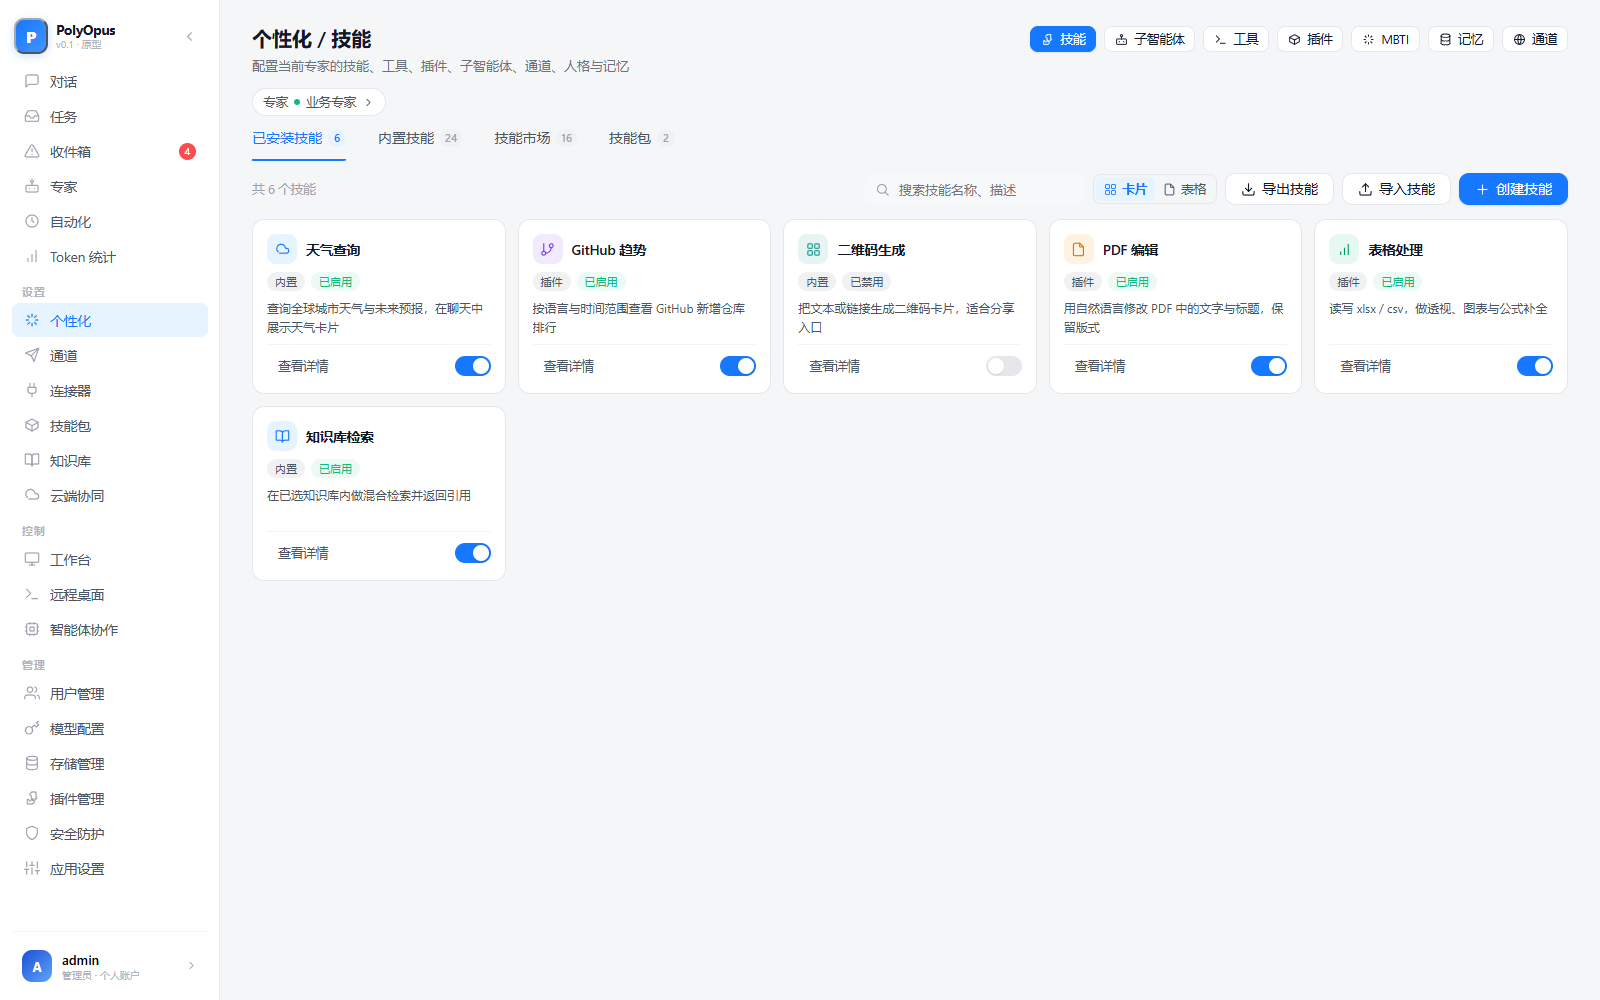 P
PolyOpus
v0.1 · 原型
对话
任务
收件箱 4
专家
自动化
Token 统计
设置
个性化
通道
连接器
技能包
知识库
云端协同
控制
工作台
远程桌面
智能体协作
管理
用户管理
模型配置
存储管理
插件管理
安全防护
应用设置
A
admin
管理员 · 个人账户
个性化 / 技能
配置当前专家的技能、工具、插件、子智能体、通道、人格与记忆
技能 子智能体 工具 插件 MBTI 记忆 通道
专家 业务专家
已安装技能 6 内置技能 24 技能市场 16 技能包 2
共 6 个技能
搜索技能名称、描述
卡片 表格 导出技能 导入技能 创建技能
天气查询
内置 已启用
查询全球城市天气与未来预报，在聊天中
展示天气卡片
查看详情
GitHub 趋势
插件 已启用
按语言与时间范围查看 GitHub 新增仓库
排行
查看详情
二维码生成
内置 已禁用
把文本或链接生成二维码卡片，适合分享
入口
查看详情
PDF 编辑
插件 已启用
用自然语言修改 PDF 中的文字与标题，保
留版式
查看详情
表格处理
插件 已启用
读写 xlsx / csv，做透视、图表与公式补全
查看详情
知识库检索
内置 已启用
在已选知识库内做混合检索并返回引用
查看详情